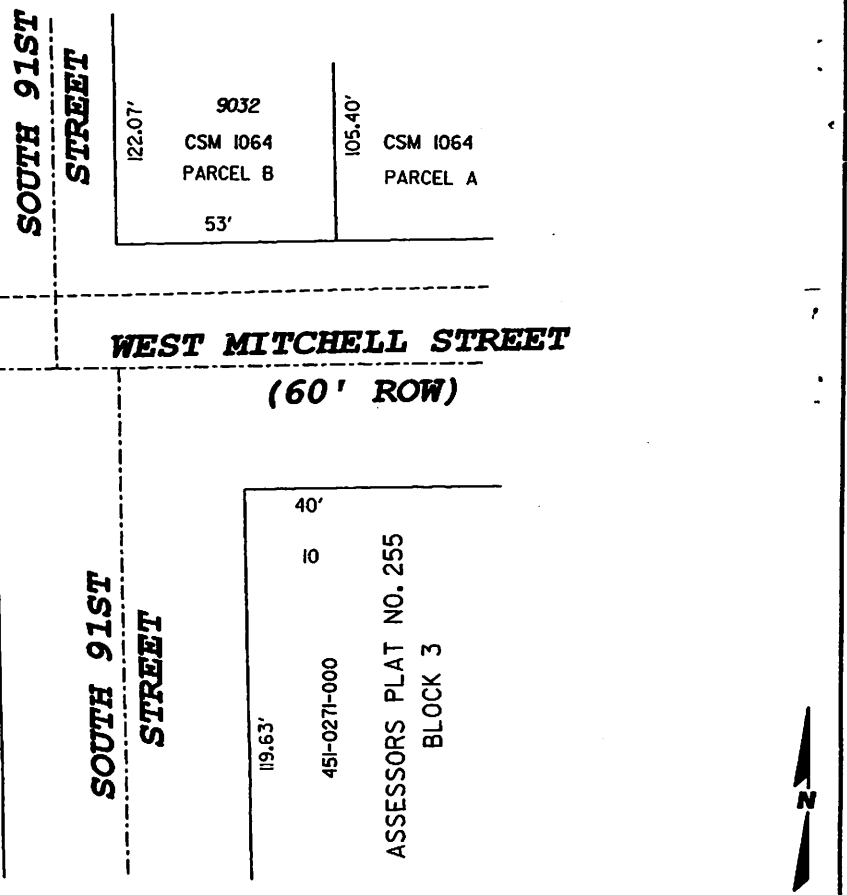 SOUTH 91ST
STREET
122.07'
9032
CSM 1064
PARCEL B
53'
105.40'
CSM 1064
PARCEL A
WEST MITCHELL STREET
(60' ROW)
SOUTH 91ST
STREET
40'
10
119.63'
451-0271-000
ASSESSORS PLAT NO. 255
BLOCK 3
N